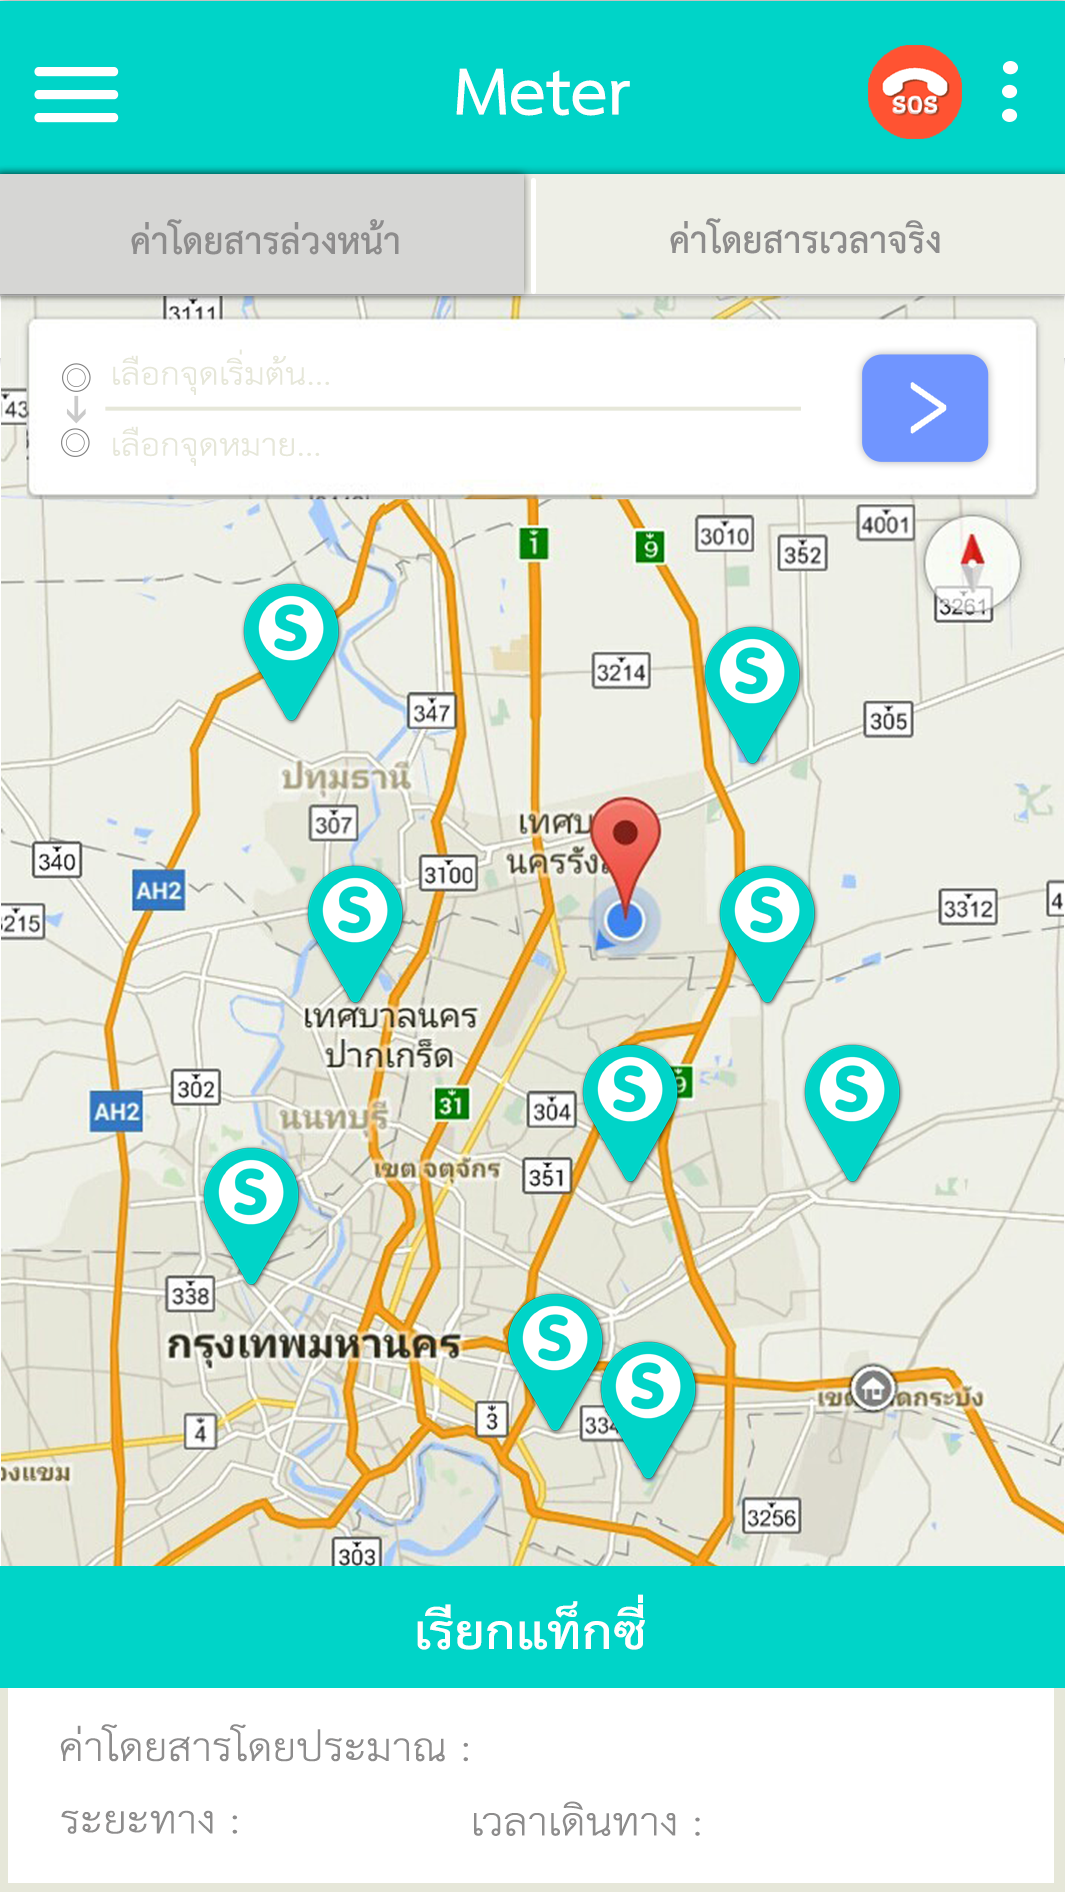 Meter
SOS
ค่าโดยสารล่วงหน้า
ค่าโดยสารเวลาจริง
3111
เลือกจุดเริ่มต้น...
43
เลือกจุดหมาย...
>
1
9
3010
4001
352
3261
S
S
3214
347
305
ปทุมธานี
307
เทศบ
นครรัง
340
3100
AH2
S
S
3312
4
215
เทศบาลนคร
ปากเกร็ด
302
AH2
31
304
S
9
S
นนทบุรี
เขต จตุจักร
351
S
338
กรุงเทพมหานคร
S
S
เขต
ดกระบัง
4
3
334
องแขม
3256
303
เรียกแท็กซี่
ค่าโดยสารโดยประมาณ :
ระยะทาง :
เวลาเดินทาง :